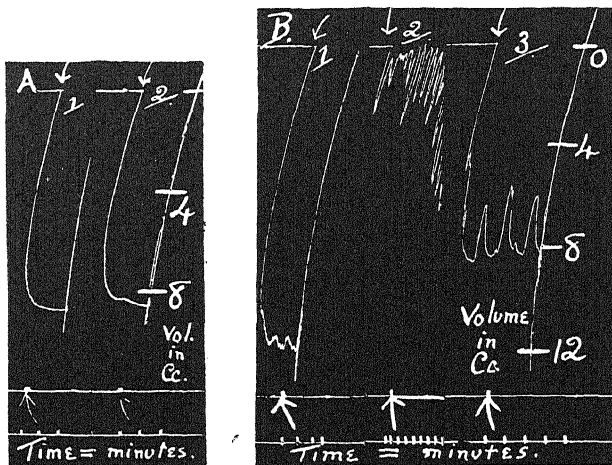 A
1
2
4
8
Vol.
in
Cc.
Time = minutes.
B.
1
2
3
0
4
8
12
Volume
in
Cc.
Time = minutes.